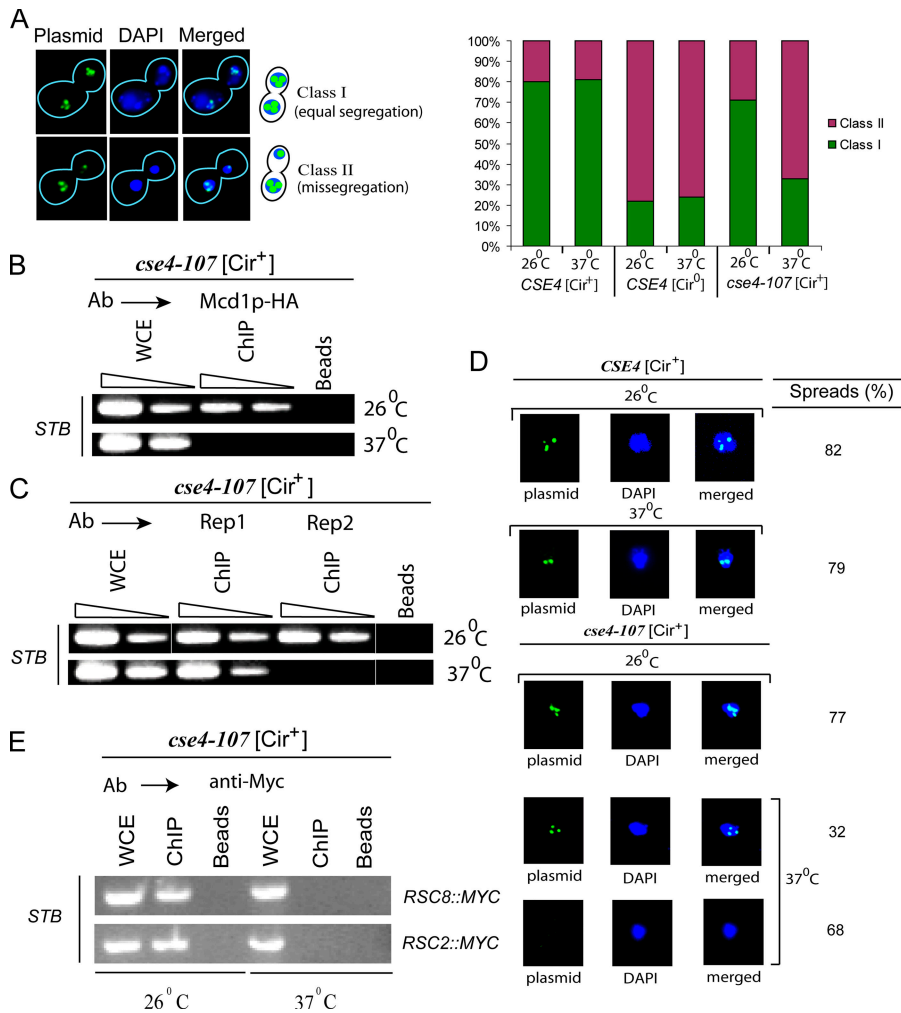 A
Plasmid DAPI Merged
Class I
(equal segregation)
Class II
(missegregation)
100%
90%
80%
70%
60%
50%
40%
30%
20%
10%
0%
26⁰C 37⁰C 26⁰C 37⁰C 26⁰C 37⁰C
CSE4 [Cir⁺] CSE4 [Cir⁰] cse4-107 [Cir⁺]
Class II
Class I
B
cse4-107 [Cir⁺]
Ab Mcd1p-HA
WCE ChIP Beads
STB
26⁰C
37⁰C
C
cse4-107 [Cir⁺]
Ab Rep1 Rep2
WCE ChIP ChIP Beads
STB
26⁰C
37⁰C
D
CSE4 [Cir⁺]
Spreads (%)
26⁰C
82
plasmid DAPI merged
37⁰C
79
plasmid DAPI merged
cse4-107 [Cir⁺]
26⁰C
77
plasmid DAPI merged
32
plasmid DAPI merged
37⁰C
68
plasmid DAPI merged
E
cse4-107 [Cir⁺]
Ab anti-Myc
WCE ChIP Beads WCE ChIP Beads
STB
RSC8::MYC
RSC2::MYC
26⁰C 37⁰C